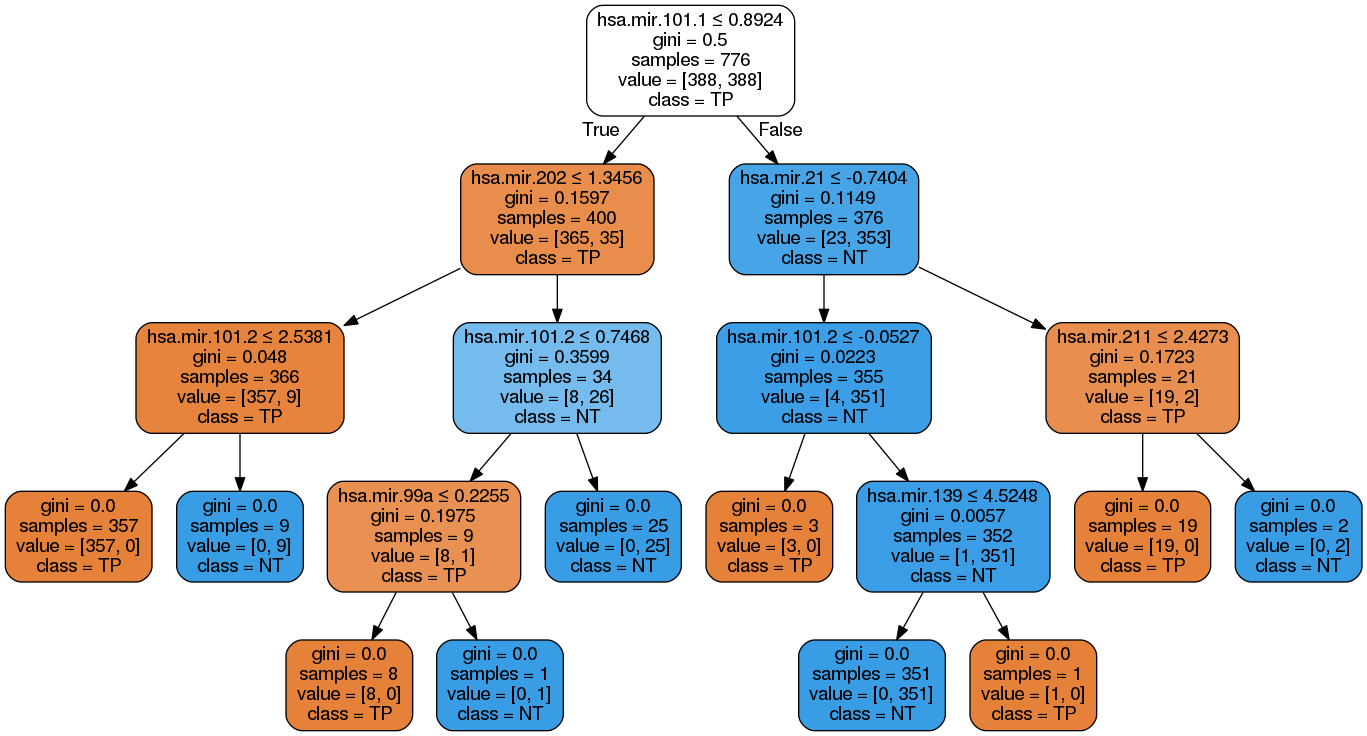 hsa.mir.101.1 ≤ 0.8924
gini = 0.5
samples = 776
value = [388, 388]
class = TP
True
False
hsa.mir.202 ≤ 1.3456
gini = 0.1597
samples = 400
value = [365, 35]
class = TP
hsa.mir.21 ≤ -0.7404
gini = 0.1149
samples = 376
value = [23, 353]
class = NT
hsa.mir.101.2 ≤ 2.5381
gini = 0.048
samples = 366
value = [357, 9]
class = TP
hsa.mir.101.2 ≤ 0.7468
gini = 0.3599
samples = 34
value = [8, 26]
class = NT
hsa.mir.101.2 ≤ -0.0527
gini = 0.0223
samples = 355
value = [4, 351]
class = NT
hsa.mir.211 ≤ 2.4273
gini = 0.1723
samples = 21
value = [19, 2]
class = TP
gini = 0.0
samples = 357
value = [357, 0]
class = TP
gini = 0.0
samples = 9
value = [0, 9]
class = NT
hsa.mir.99a ≤ 0.2255
gini = 0.1975
samples = 9
value = [8, 1]
class = TP
gini = 0.0
samples = 25
value = [0, 25]
class = NT
gini = 0.0
samples = 3
value = [3, 0]
class = TP
hsa.mir.139 ≤ 4.5248
gini = 0.0057
samples = 352
value = [1, 351]
class = NT
gini = 0.0
samples = 19
value = [19, 0]
class = TP
gini = 0.0
samples = 2
value = [0, 2]
class = NT
gini = 0.0
samples = 8
value = [8, 0]
class = TP
gini = 0.0
samples = 1
value = [0, 1]
class = NT
gini = 0.0
samples = 351
value = [0, 351]
class = NT
gini = 0.0
samples = 1
value = [1, 0]
class = TP